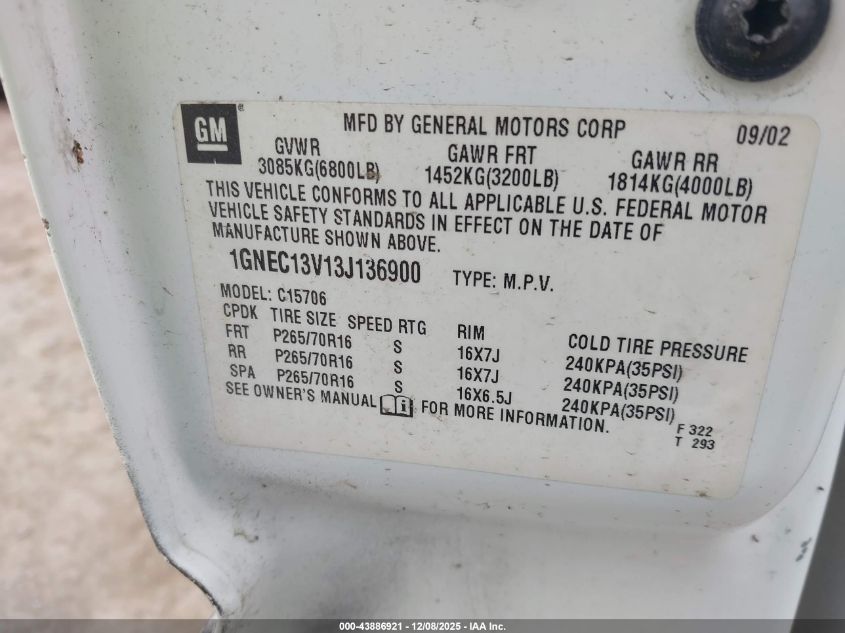 GM ®
MFD BY GENERAL MOTORS CORP 09/02
GVWR GAWR FRT GAWR RR
3085KG(6800LB) 1452KG(3200LB) 1814KG(4000LB)
THIS VEHICLE CONFORMS TO ALL APPLICABLE U.S. FEDERAL MOTOR
VEHICLE SAFETY STANDARDS IN EFFECT ON THE DATE OF
MANUFACTURE SHOWN ABOVE.
1GNEC13V13J136900 TYPE: M.P.V.
MODEL: C15706
CPDK TIRE SIZE SPEED RTG RIM COLD TIRE PRESSURE
FRT P265/70R16 S 16X7J 240KPA(35PSI)
RR P265/70R16 S 16X7J 240KPA(35PSI)
SPA P265/70R16 S 16X6.5J 240KPA(35PSI)
SEE OWNER'S MANUAL i FOR MORE INFORMATION.
F 322
T 293
000-43886921 - 12/08/2025 - IAA Inc.